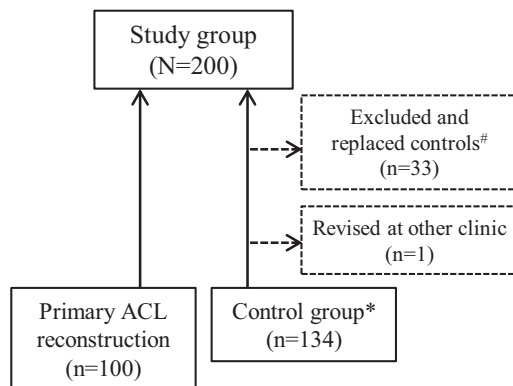 Study group
(N=200)
Excluded and
replaced controls#
(n=33)
Revised at other clinic
(n=1)
Primary ACL
reconstruction
(n=100)
Control group*
(n=134)